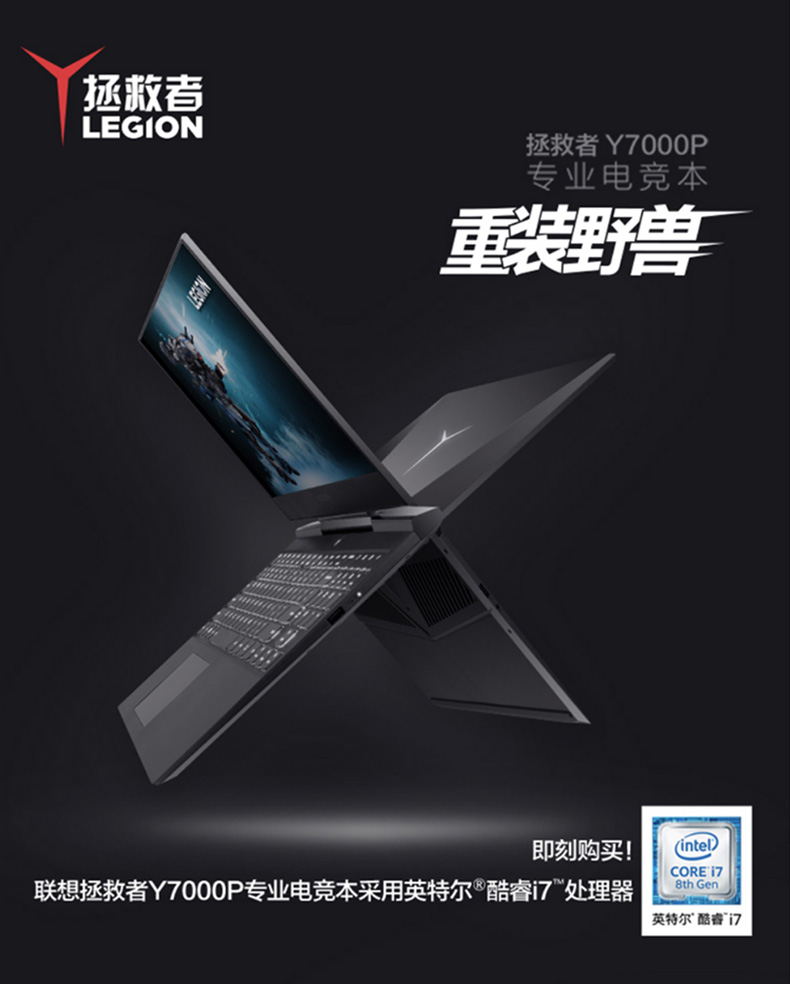 拯救者
LEGION
拯救者 Y7000P
专业电竞本
重装野兽
LEGION
即刻购买！
联想拯救者Y7000P专业电竞本采用英特尔®酷睿i7™处理器
intel
CORE i7
8th Gen
英特尔® 酷睿™ i7